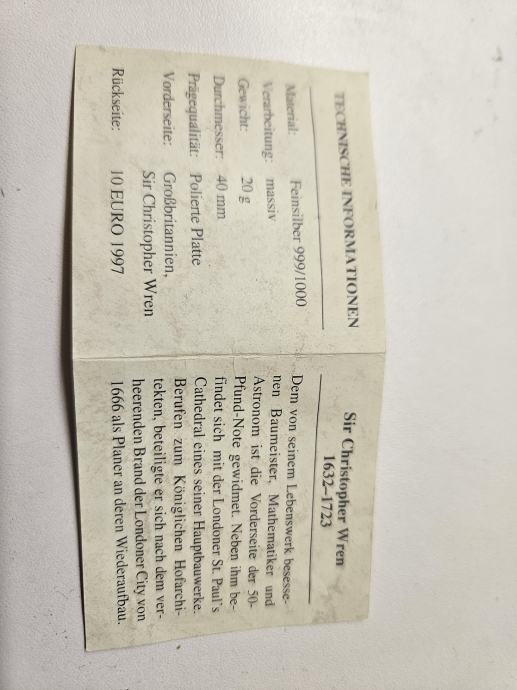 TECHNISCHE INFORMATIONEN
Material: Feinsilber 999/1000
Verarbeitung: massiv
Gewicht: 20 g
Durchmesser: 40 mm
Prägequalität: Polierte Platte
Vorderseite: Großbritannien,
Sir Christopher Wren
Rückseite: 10 EURO 1997
Sir Christopher Wren
1632–1723
Dem von seinem Lebenswerk besesse-
nen Baumeister, Mathematiker und
Astronom ist die Vorderseite der 50-
Pfund-Note gewidmet. Neben ihm be-
findet sich mit der Londoner St. Paul's
Cathedral eines seiner Hauptbauwerke.
Berufen zum Königlichen Hofarchi-
tekten, beteiligte er sich nach dem ver-
heerenden Brand der Londoner City von
1666 als Planer an deren Wiederaufbau.